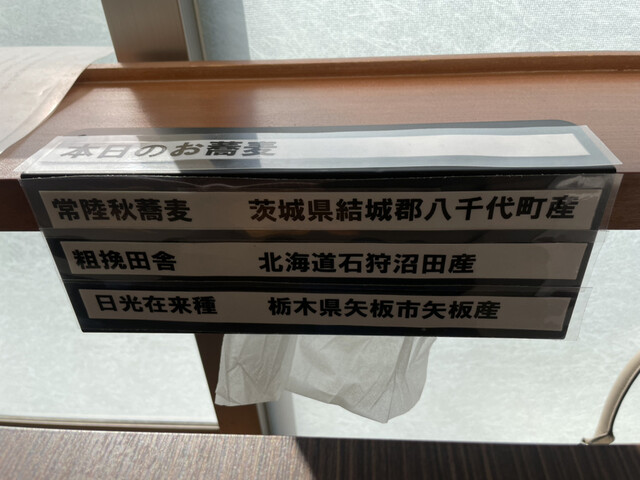 本日のお蕎麦
常陸秋蕎麦 茨城県結城郡八千代町産
粗挽田舎 北海道石狩沼田産
日光在来種 栃木県矢板市矢板産